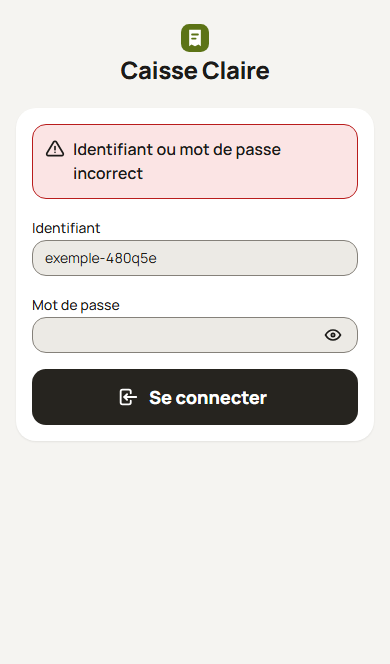 Caisse Claire
Identifiant ou mot de passe
incorrect
Identifiant
exemple-480q5e
Mot de passe
Se connecter